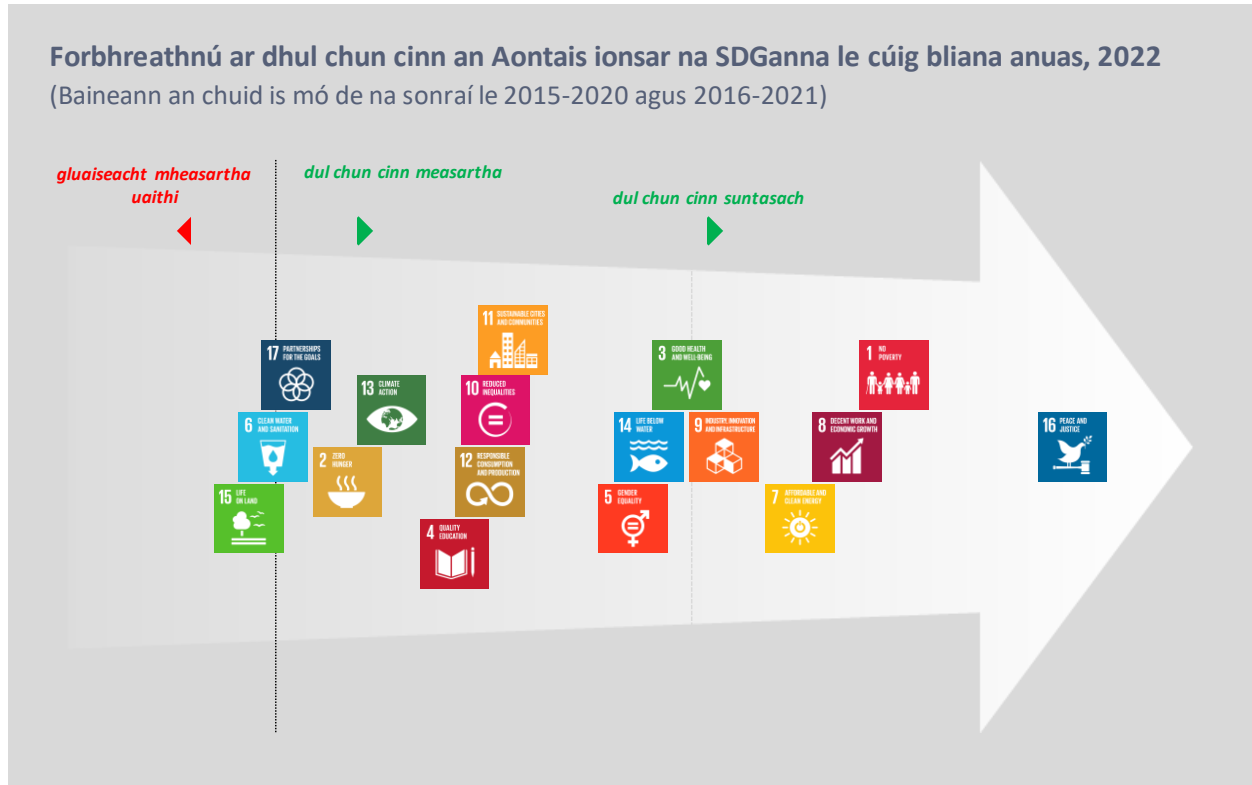 Forbhreathnú ar dhul chun cinn an Aontais ionsar na SDGanna le cúig bliana anuas, 2022
(Baineann an chuid is mó de na sonraí le 2015-2020 agus 2016-2021)
gluaiseacht mheasartha
uaithi
dul chun cinn measartha
dul chun cinn suntasach
11 SUSTAINABLE CITIES
AND COMMUNITIES
17 PARTNERSHIPS
FOR THE GOALS
13 CLIMATE
ACTION
10 REDUCED
INEQUALITIES
3 GOOD HEALTH
AND WELL-BEING
1 NO
POVERTY
6 CLEAN WATER
AND SANITATION
2 ZERO
HUNGER
12 RESPONSIBLE
CONSUMPTION
AND PRODUCTION
14 LIFE BELOW
WATER
9 INDUSTRY, INNOVATION
AND INFRASTRUCTURE
8 DECENT WORK AND
ECONOMIC GROWTH
16 PEACE AND
JUSTICE
15 LIFE
ON LAND
4 QUALITY
EDUCATION
5 GENDER
EQUALITY
7 AFFORDABLE AND
CLEAN ENERGY